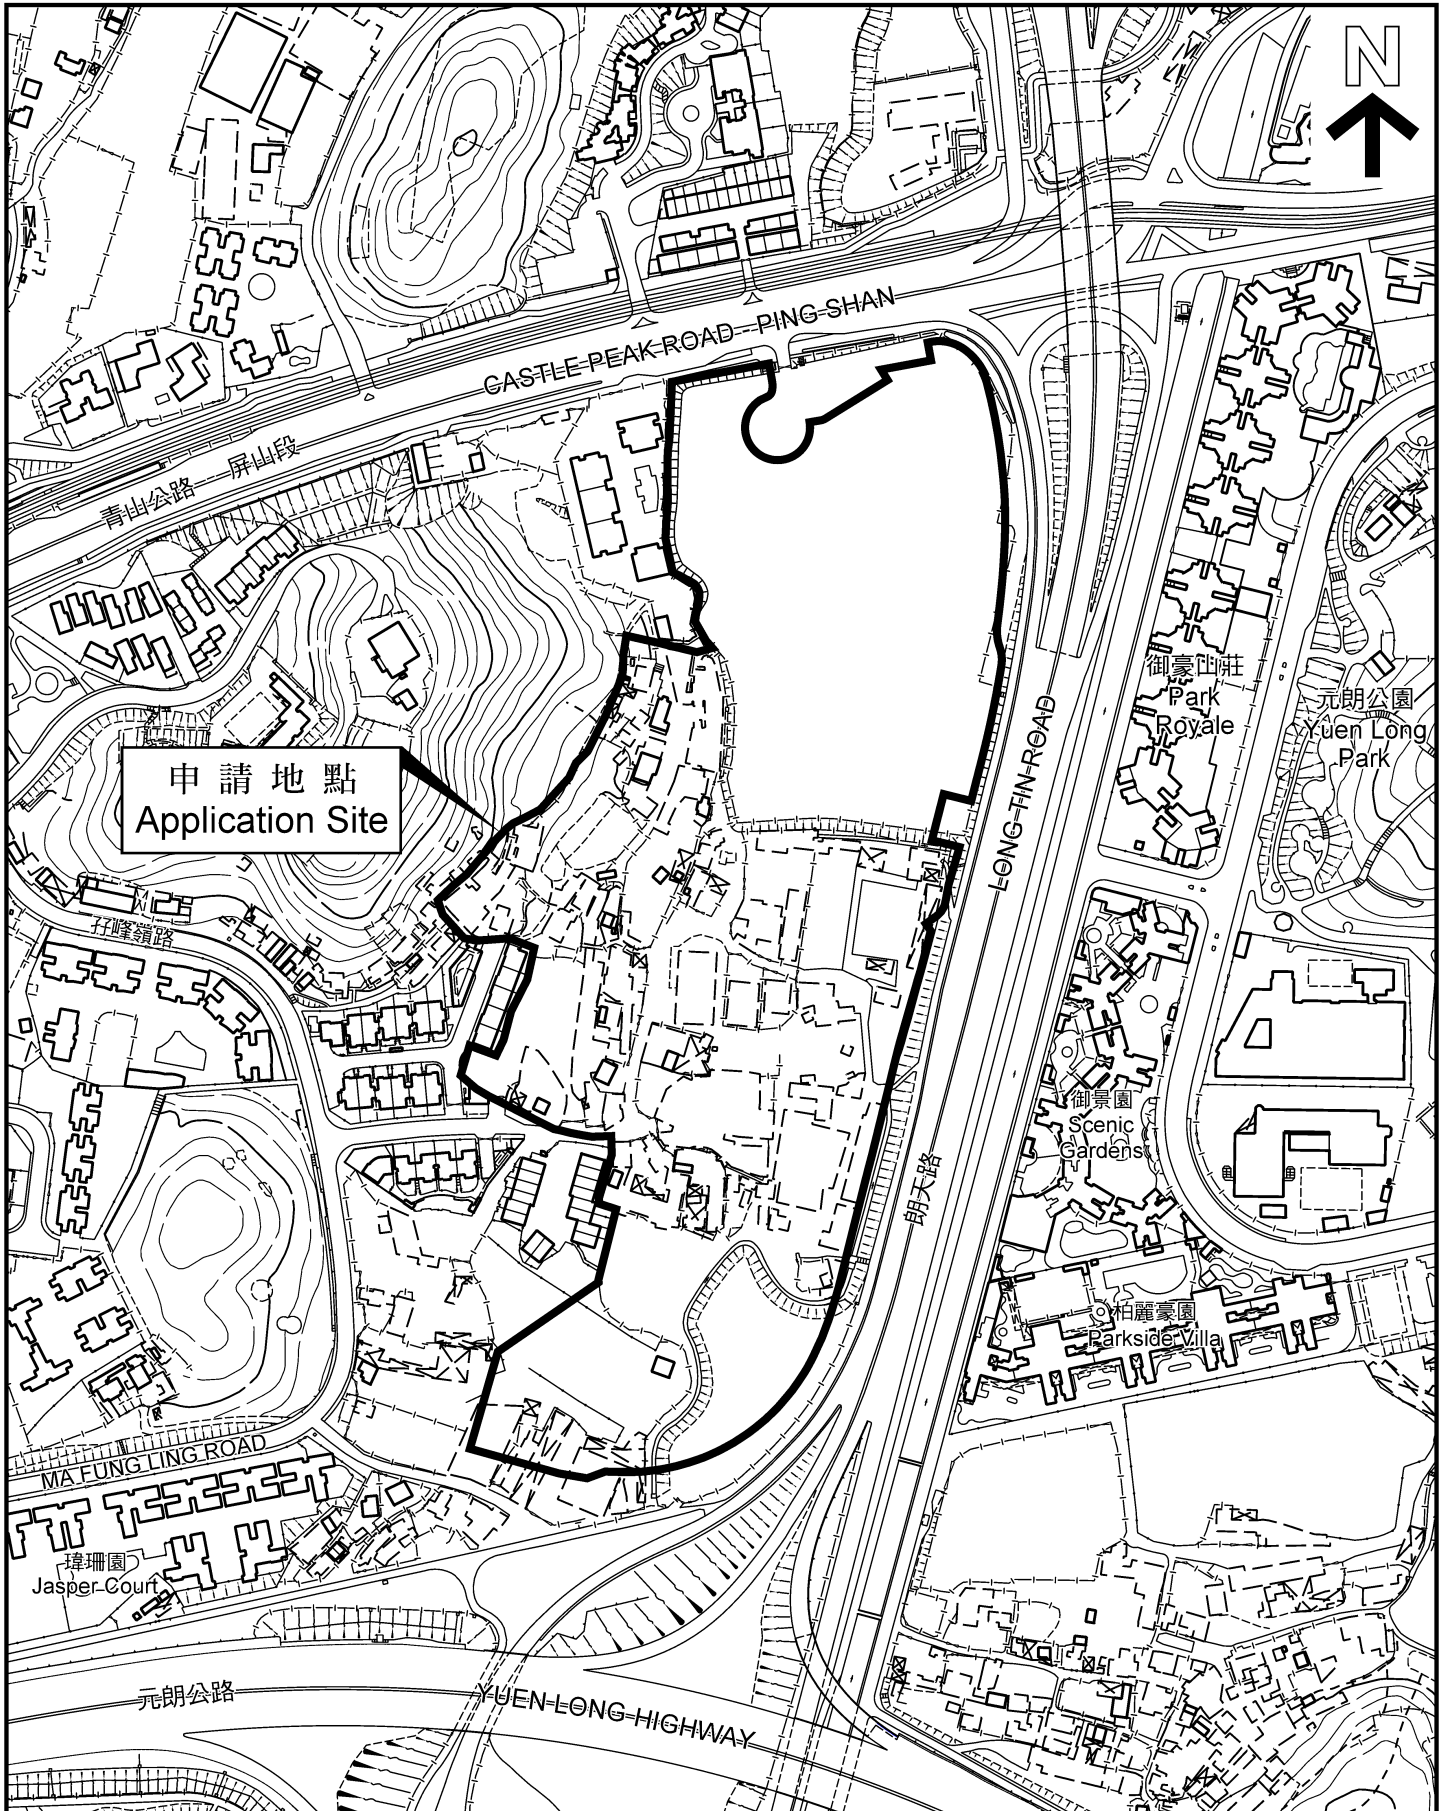 N
CASTLE PEAK ROAD - PING SHAN
青山公路 屏山段
御豪山莊
Park
Royale
元朗公園
Yuen Long
Park
申請地點
Application Site
LONG TIN ROAD
孖峰嶺路
御景園
Scenic
Gardens
朗天路
柏麗豪園
Parkside Villa
MA FUNG LING ROAD
瑋珊園
Jasper Court
元朗公路
YUEN LONG HIGHWAY